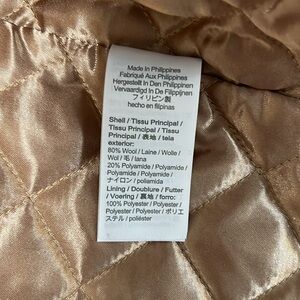 Made In Philippines
Fabriqué Aux Philippines
Hergestellt In Den Philippinen
Vervaardigd In De Filippijnen
フィリピン製
hecho en filipinas
Shell / Tissu Principal /
Tissu Principal / Tissu
Principal / 表地 / tela
exterior:
80% Wool / Laine / Wolle /
Wol / 毛 / lana
20% Polyamide / Polyamide /
Polyamide / Polyamide /
ナイロン / poliamida
Lining / Doublure / Futter
/ Voering / 裏地 / forro:
100% Polyester / Polyester /
Polyester / Polyester / ポリエ
ステル / poliéster